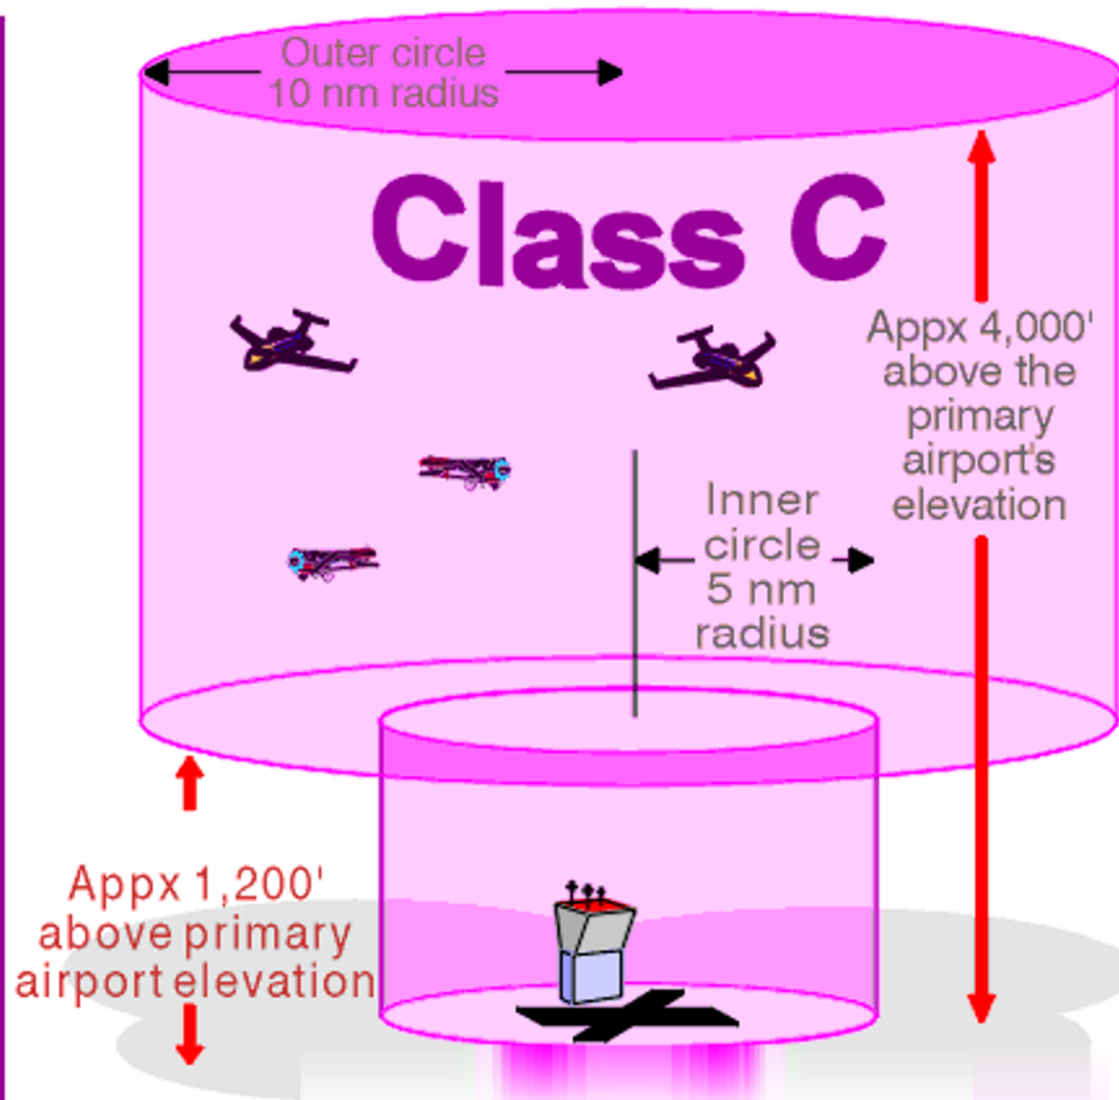 Outer circle
10 nm radius
Class C
Appx 4,000'
above the
primary
airport's
elevation
Inner
circle
5 nm
radius
Appx 1,200'
above primary
airport elevation